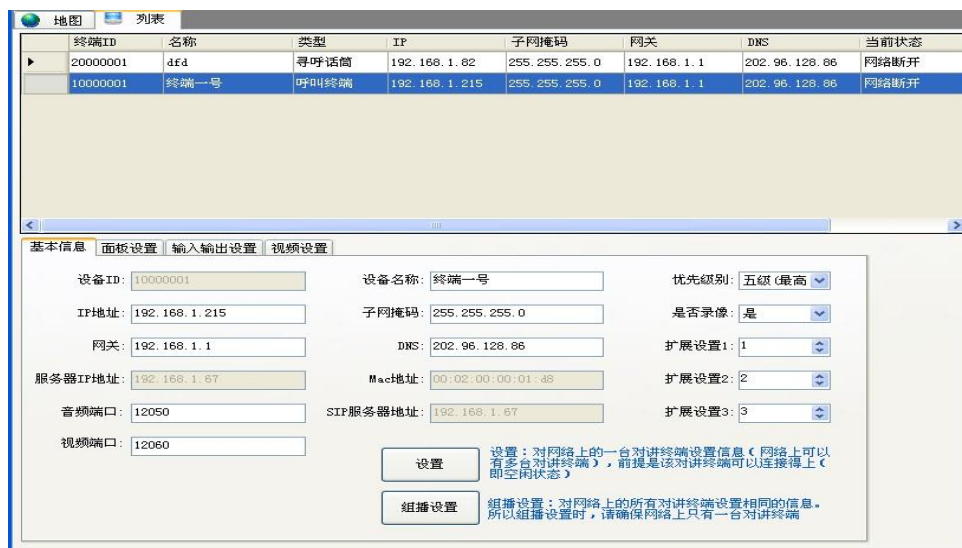 地图 列表
终端ID 名称 类型 IP 子网掩码 网关 DNS 当前状态
20000001 dfd 寻呼话筒 192.168.1.82 255.255.255.0 192.168.1.1 202.96.128.86 网络断开
10000001 终端一号 呼叫终端 192.168.1.215 255.255.255.0 192.168.1.1 202.96.128.86 网络断开
基本信息 面板设置 输入输出设置 视频设置
设备ID: 10000001 设备名称: 终端一号 优先级别: 五级(最高
IP地址: 192.168.1.215 子网掩码: 255.255.255.0 是否录像: 是
网关: 192.168.1.1 DNS: 202.96.128.86 扩展设置1: 1
服务器IP地址: 192.168.1.67 Mac地址: 00:02:00:00:01:d8 扩展设置2: 2
音频端口: 12050 SIP服务器地址: 192.168.1.67 扩展设置3: 3
视频端口: 12060
设置
设置：对网络上的一台对讲终端设置信息（网络上可以
有多台对讲终端），前提是该对讲终端可以连接得上（
即空闲状态）
组播设置
组播设置：对网络上的所有对讲终端设置相同的信息。
所以组播设置时，请确保网络上只有一台对讲终端